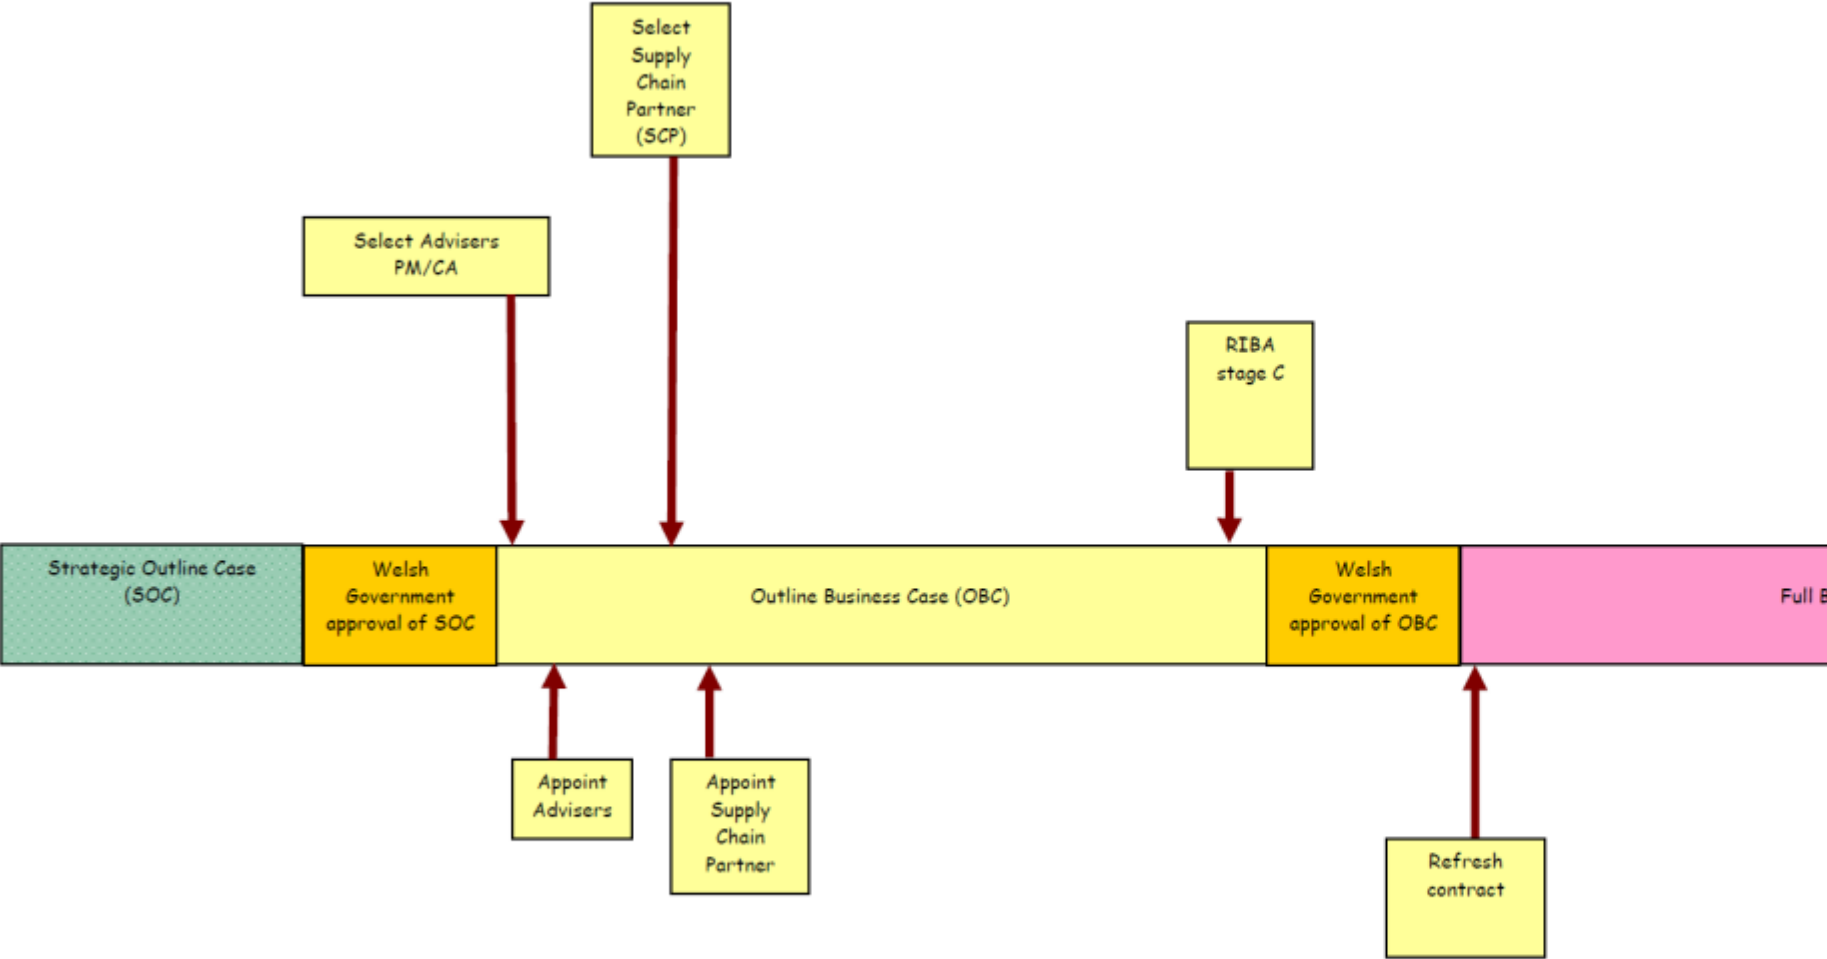 Select
Supply
Chain
Partner
(SCP)
Select Advisers
PM/CA
RIBA
stage C
Strategic Outline Case
(SOC)
Welsh
Government
approval of SOC
Outline Business Case (OBC)
Welsh
Government
approval of OBC
Full
Appoint
Advisers
Appoint
Supply
Chain
Partner
Refresh
contract